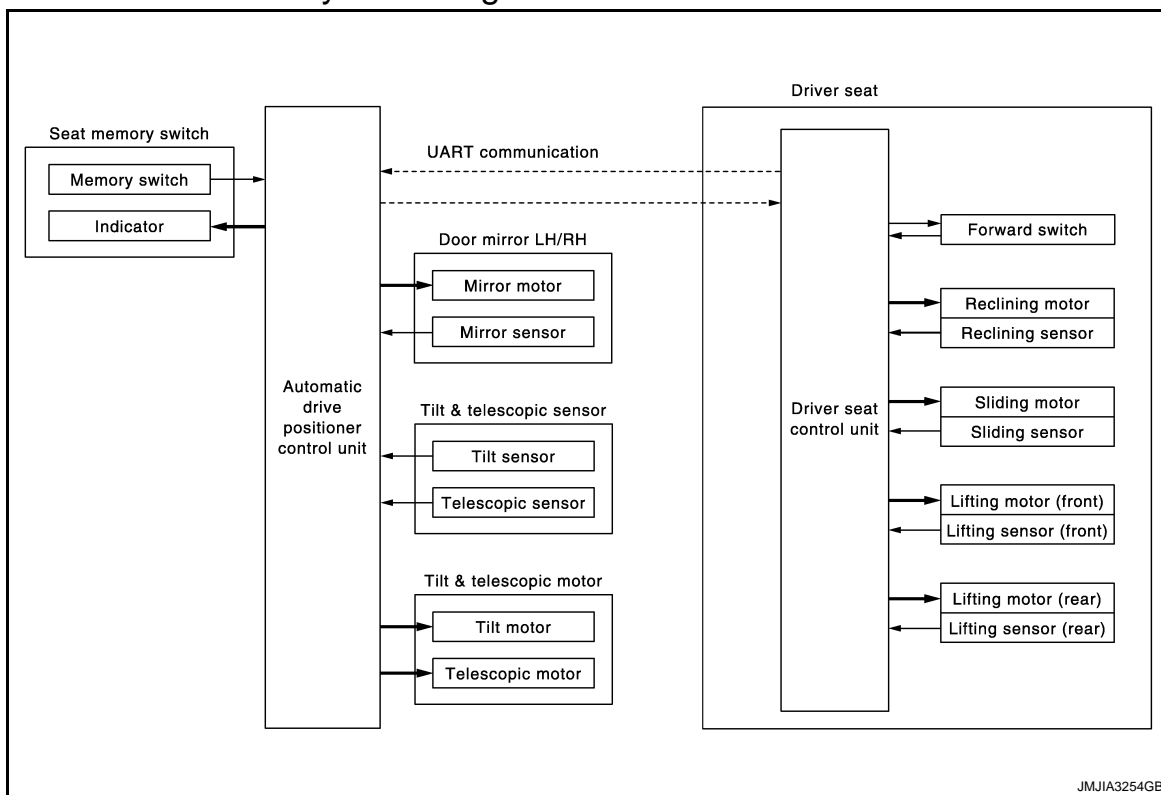 Driver seat
Seat memory switch
Memory switch
Indicator
UART communication
Door mirror LH/RH
Mirror motor
Mirror sensor
Automatic
drive
positioner
control unit
Tilt & telescopic sensor
Tilt sensor
Telescopic sensor
Tilt & telescopic motor
Tilt motor
Telescopic motor
Driver seat
control unit
Forward switch
Reclining motor
Reclining sensor
Sliding motor
Sliding sensor
Lifting motor (front)
Lifting sensor (front)
Lifting motor (rear)
Lifting sensor (rear)
JMJIA3254GB